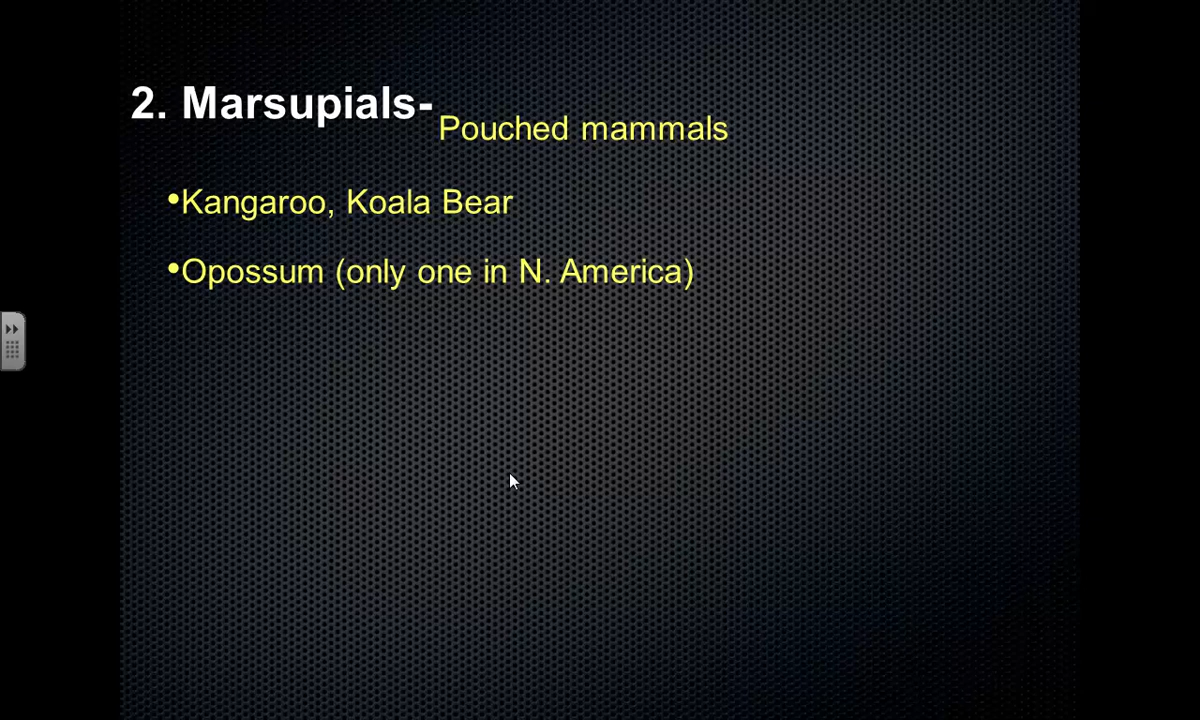 2. Marsupials- Pouched mammals
•Kangaroo, Koala Bear
•Opossum (only one in N. America)